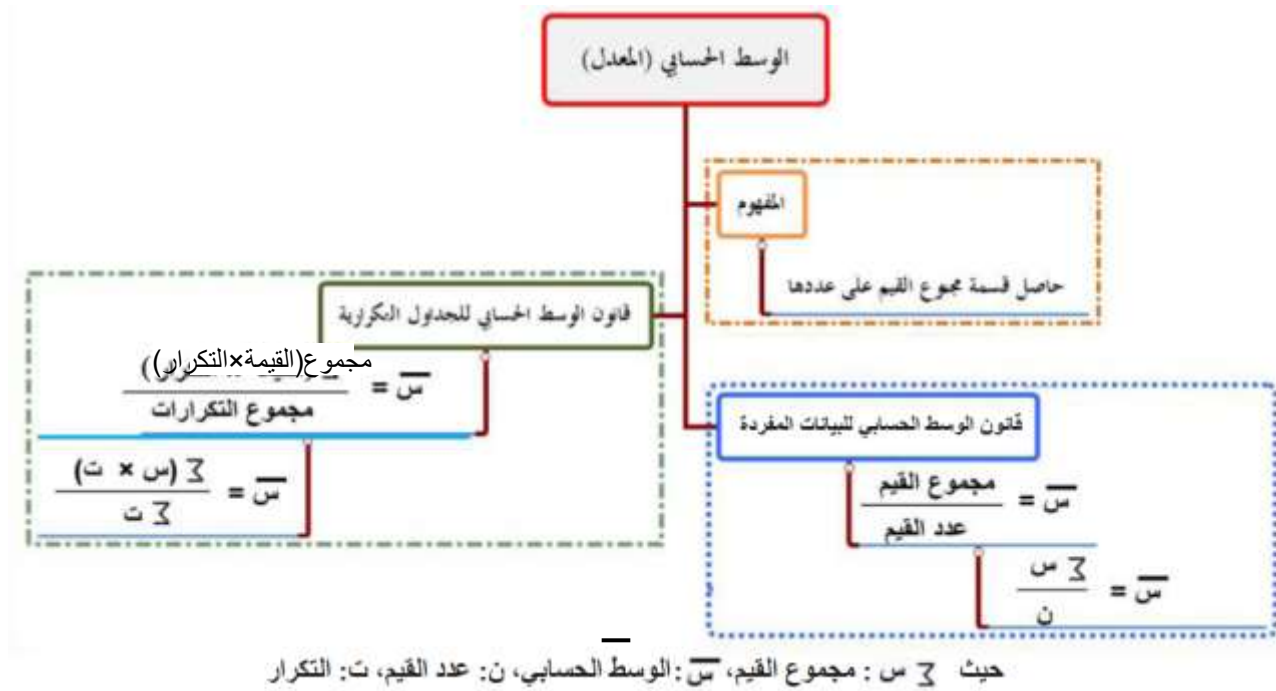 الوسط الحسابي (المعدل)
المفهوم
حاصل قسمة مجموع القيم على عددها
قانون الوسط الحسابي للبيانات المفردة
س̅ = مجموع القيم
عدد القيم
س̅ = ∑ س
ن
قانون الوسط الحسابي للجداول التكرارية
س̅ = مجموع(القيمة×التكرار)
مجموع التكرارات
س̅ = ∑ (س × ت)
∑ ت
حيث ∑ س : مجموع القيم، س̅ :الوسط الحسابي، ن: عدد القيم، ت: التكرار